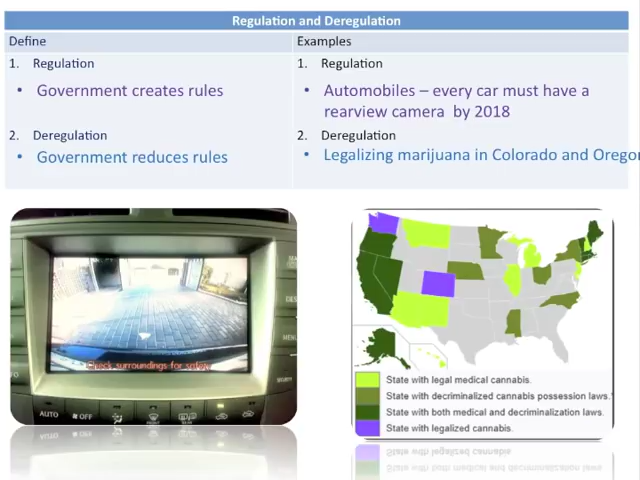 Regulation and Deregulation
Define
Examples
1. Regulation
• Government creates rules
2. Deregulation
• Government reduces rules
1. Regulation
• Automobiles – every car must have a
rearview camera by 2018
2. Deregulation
• Legalizing marijuana in Colorado and
Check surroundings for safety
MENU
AUTO
OFF
FRONT
REAR
State with legal medical cannabis.
State with decriminalized cannabis possession laws.
State with both medical and decriminalization laws.
State with legalized cannabis.